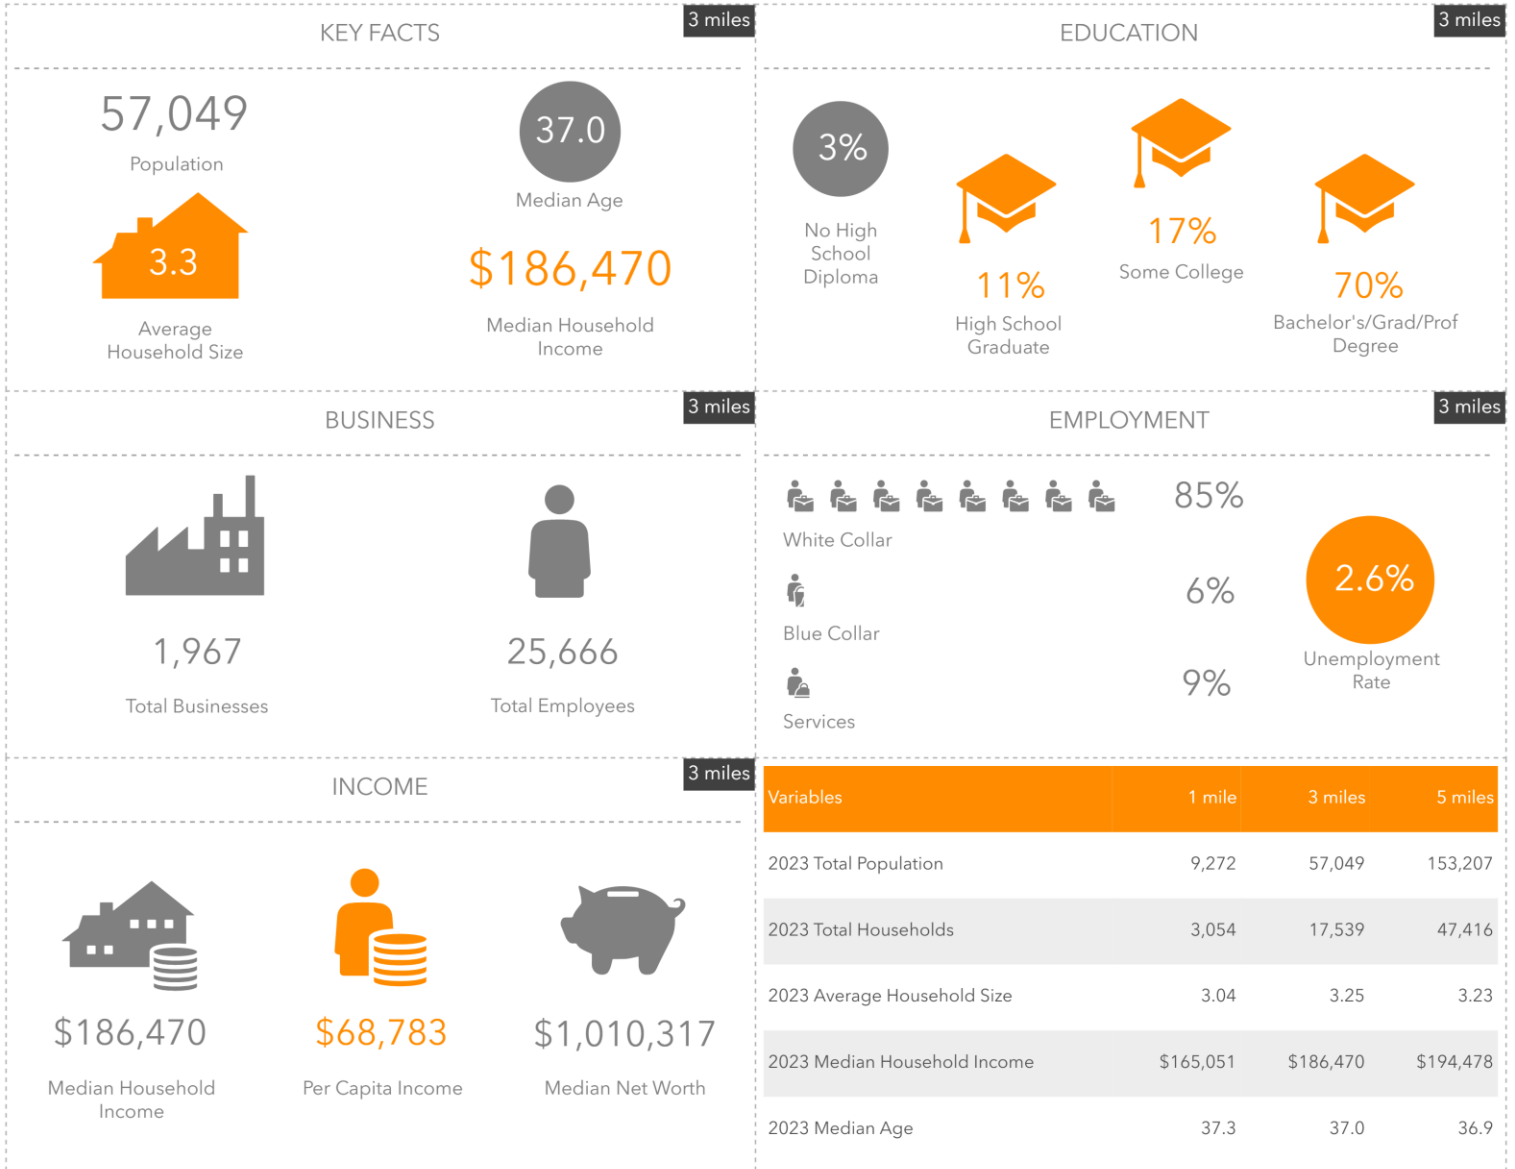 KEY FACTS
3 miles
57,049
Population
3.3
Average
Household Size
37.0
Median Age
$186,470
Median Household
Income
EDUCATION
3 miles
3%
No High
School
Diploma
11%
High School
Graduate
17%
Some College
70%
Bachelor's/Grad/Prof
Degree
BUSINESS
3 miles
1,967
Total Businesses
25,666
Total Employees
EMPLOYMENT
3 miles
85%
White Collar
6%
Blue Collar
9%
Services
2.6%
Unemployment
Rate
INCOME
3 miles
$186,470
Median Household
Income
$68,783
Per Capita Income
$1,010,317
Median Net Worth
Variables 1 mile 3 miles 5 miles
2023 Total Population 9,272 57,049 153,207
2023 Total Households 3,054 17,539 47,416
2023 Average Household Size 3.04 3.25 3.23
2023 Median Household Income $165,051 $186,470 $194,478
2023 Median Age 37.3 37.0 36.9